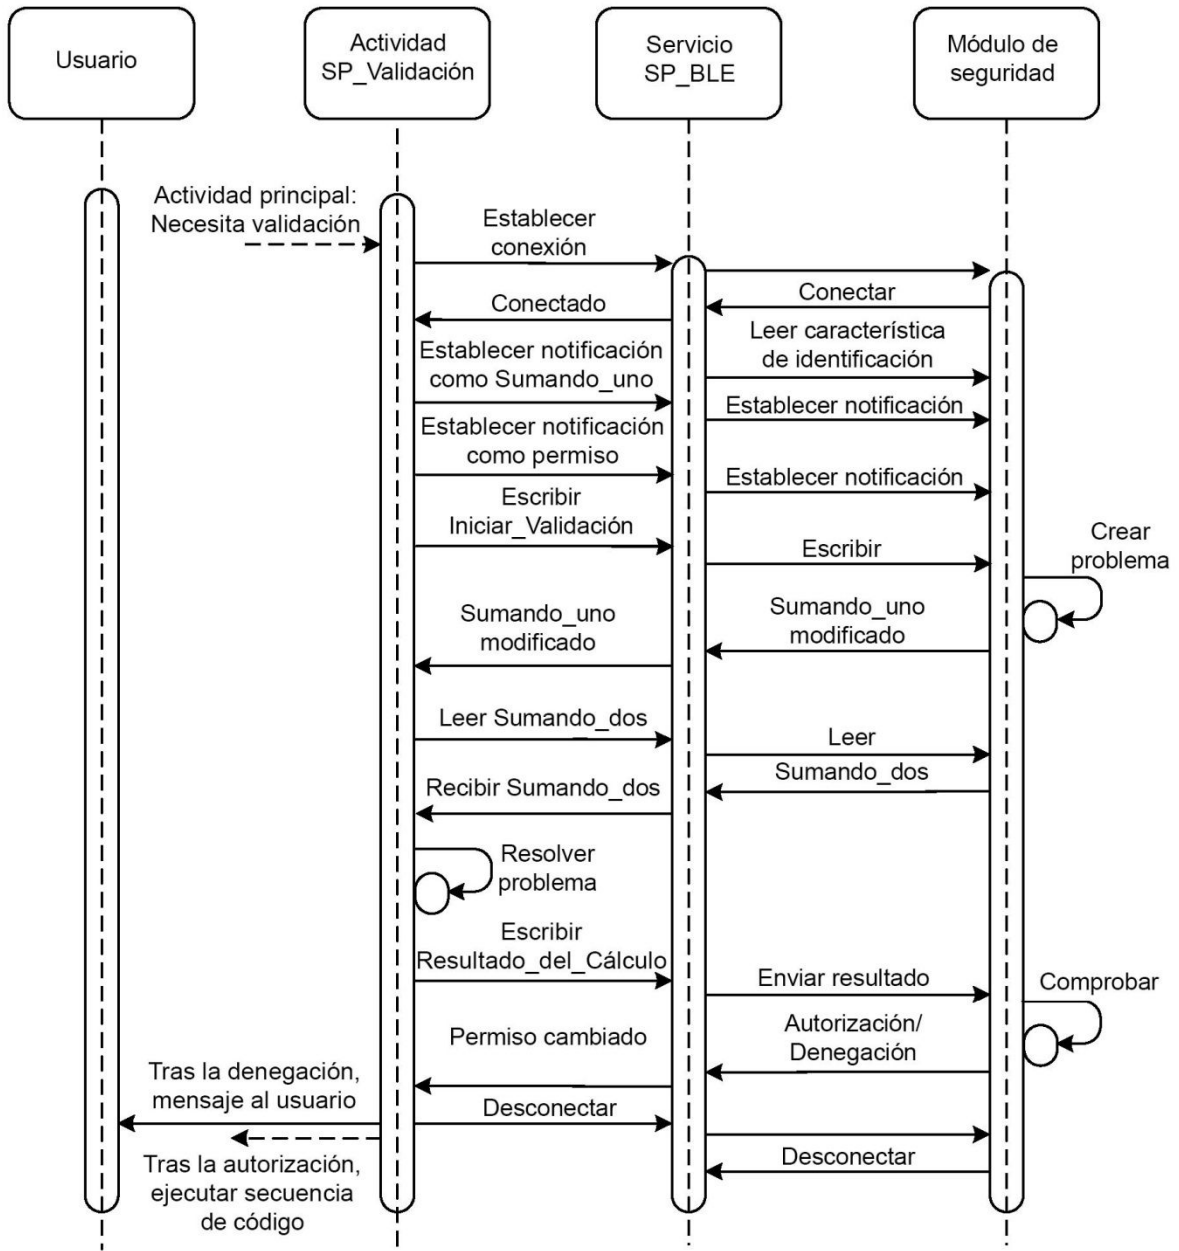 Usuario
Actividad
SP_Validación
Servicio
SP_BLE
Módulo de
seguridad
Actividad principal:
Necesita validación
Establecer
conexión
Conectar
Conectado
Leer característica
de identificación
Establecer notificación
como Sumando_uno
Establecer notificación
Establecer notificación
como permiso
Establecer notificación
Escribir
Iniciar_Validación
Escribir
Crear
problema
Sumando_uno
modificado
Sumando_uno
modificado
Leer Sumando_dos
Leer
Sumando_dos
Recibir Sumando_dos
Resolver
problema
Escribir
Resultado_del_Cálculo
Enviar resultado
Comprobar
Autorización/
Denegación
Permiso cambiado
Tras la denegación,
mensaje al usuario
Desconectar
Desconectar
Tras la autorización,
ejecutar secuencia
de código